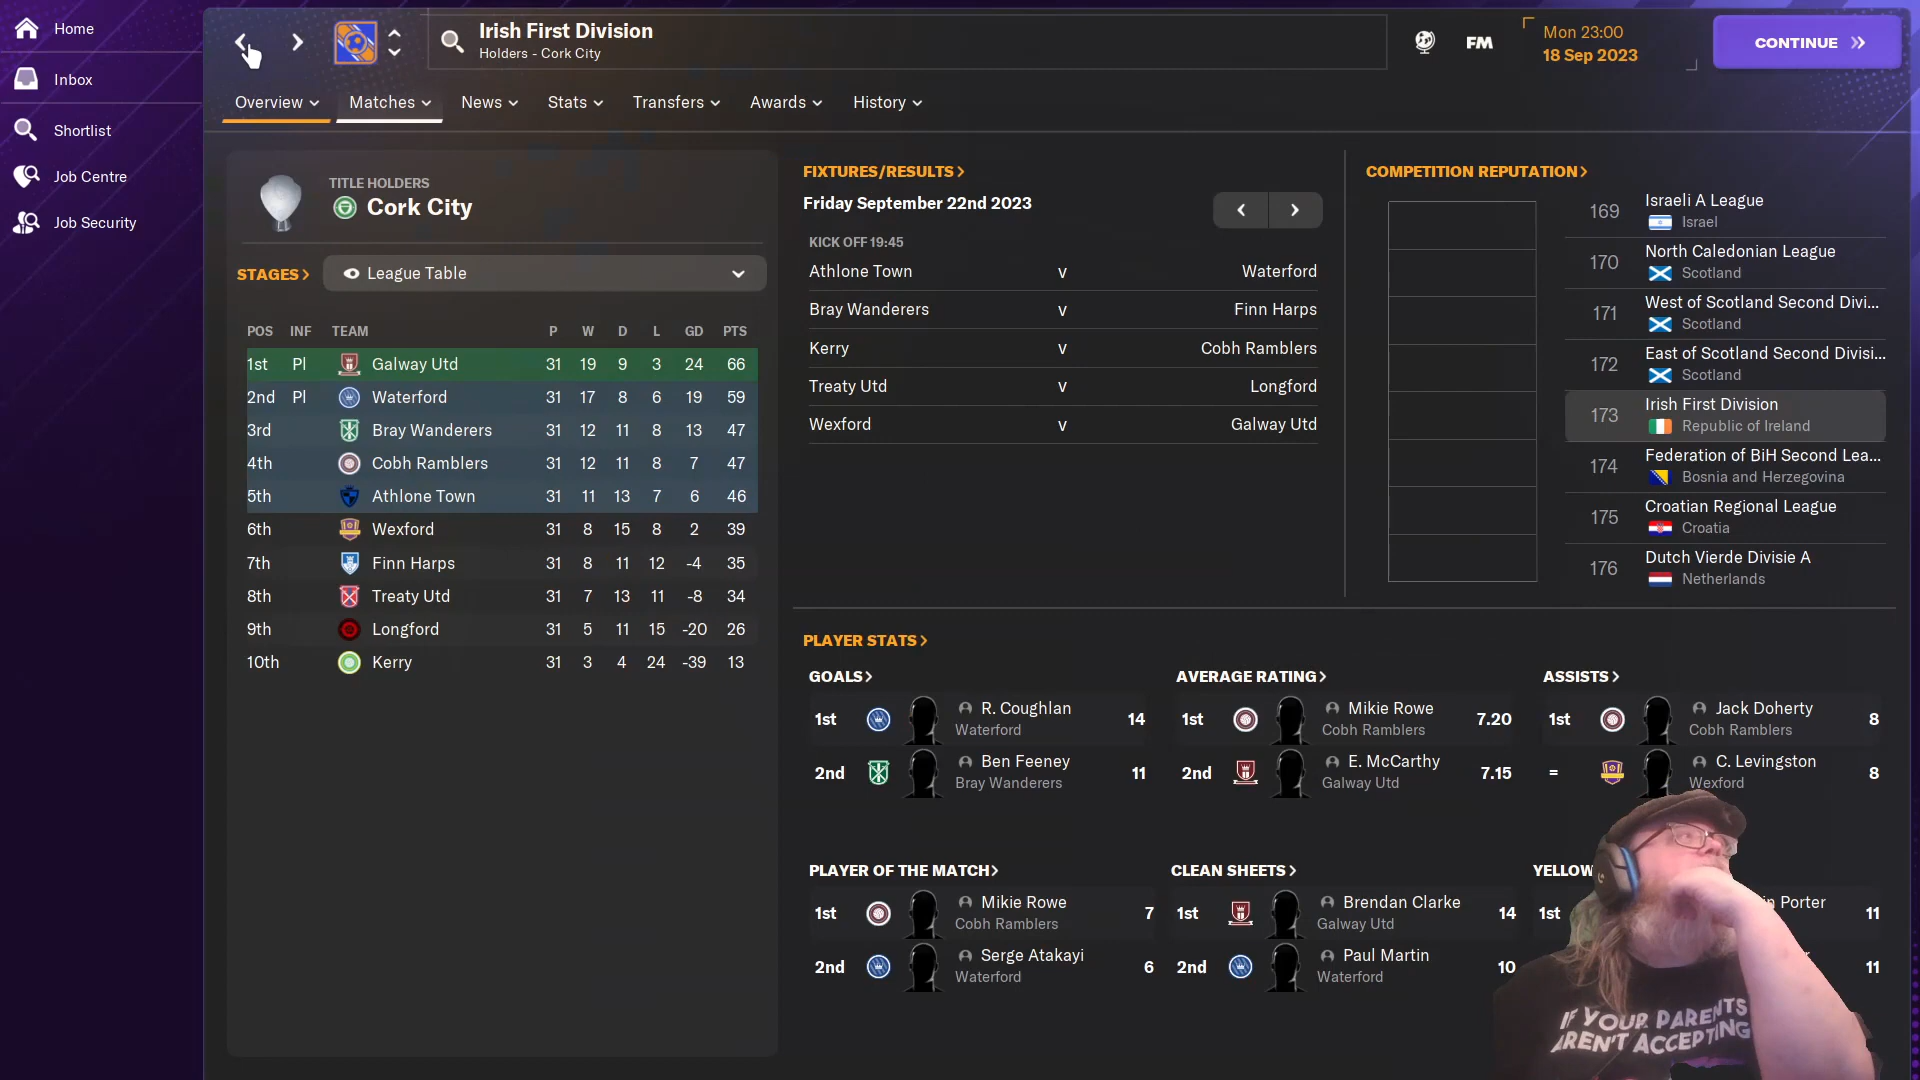 Home
Inbox
Shortlist
Job Centre
Job Security
Irish First Division
Holders - Cork City
FM
Mon 23:00
18 Sep 2023
CONTINUE
Overview
Matches
News
Stats
Transfers
Awards
History
TITLE HOLDERS
Cork City
STAGES
League Table
POS INF TEAM P W D L GD PTS
1st Pl Galway Utd 31 19 9 3 24 66
2nd Pl Waterford 31 17 8 6 19 59
3rd Bray Wanderers 31 12 11 8 13 47
4th Cobh Ramblers 31 12 11 8 7 47
5th Athlone Town 31 11 13 7 6 46
6th Wexford 31 8 15 8 2 39
7th Finn Harps 31 8 11 12 -4 35
8th Treaty Utd 31 7 13 11 -8 34
9th Longford 31 5 11 15 -20 26
10th Kerry 31 3 4 24 -39 13
FIXTURES/RESULTS
Friday September 22nd 2023
KICK OFF 19:45
Athlone Town v Waterford
Bray Wanderers v Finn Harps
Kerry v Cobh Ramblers
Treaty Utd v Longford
Wexford v Galway Utd
COMPETITION REPUTATION
169 Israeli A League
Israel
170 North Caledonian League
Scotland
171 West of Scotland Second Divi...
Scotland
172 East of Scotland Second Divisi...
Scotland
173 Irish First Division
Republic of Ireland
174 Federation of BiH Second Lea...
Bosnia and Herzegovina
175 Croatian Regional League
Croatia
176 Dutch Vierde Divisie A
Netherlands
PLAYER STATS
GOALS
1st R. Coughlan 14
Waterford
2nd Ben Feeney 11
Bray Wanderers
AVERAGE RATING
1st Mikie Rowe 7.20
Cobh Ramblers
2nd E. McCarthy 7.15
Galway Utd
ASSISTS
1st Jack Doherty 8
Cobh Ramblers
= C. Levingston 8
Wexford
PLAYER OF THE MATCH
1st Mikie Rowe 7
Cobh Ramblers
2nd Serge Atakayi 6
Waterford
CLEAN SHEETS
1st Brendan Clarke 14
Galway Utd
2nd Paul Martin 10
Waterford
YELLOW
1st Porter 11
11
IF YOUR PARENTS
AREN'T ACCEPTING